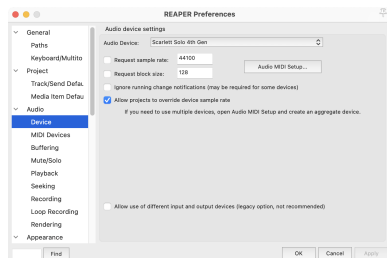 REAPER Preferences
General
Paths
Keyboard/Multito
Project
Track/Send Defau
Media Item Defau
Audio
Device
MIDI Devices
Buffering
Mute/Solo
Playback
Seeking
Recording
Loop Recording
Rendering
Appearance
Find
Audio device settings
Audio Device: Scarlett Solo 4th Gen
Request sample rate: 44100
Request block size: 128
Audio MIDI Setup...
Ignore running change notifications (may be required for some devices)
Allow projects to override device sample rate
If you need to use multiple devices, open Audio MIDI Setup and create an aggregate device.
Allow use of different input and output devices (legacy option, not recommended)
OK Cancel Apply